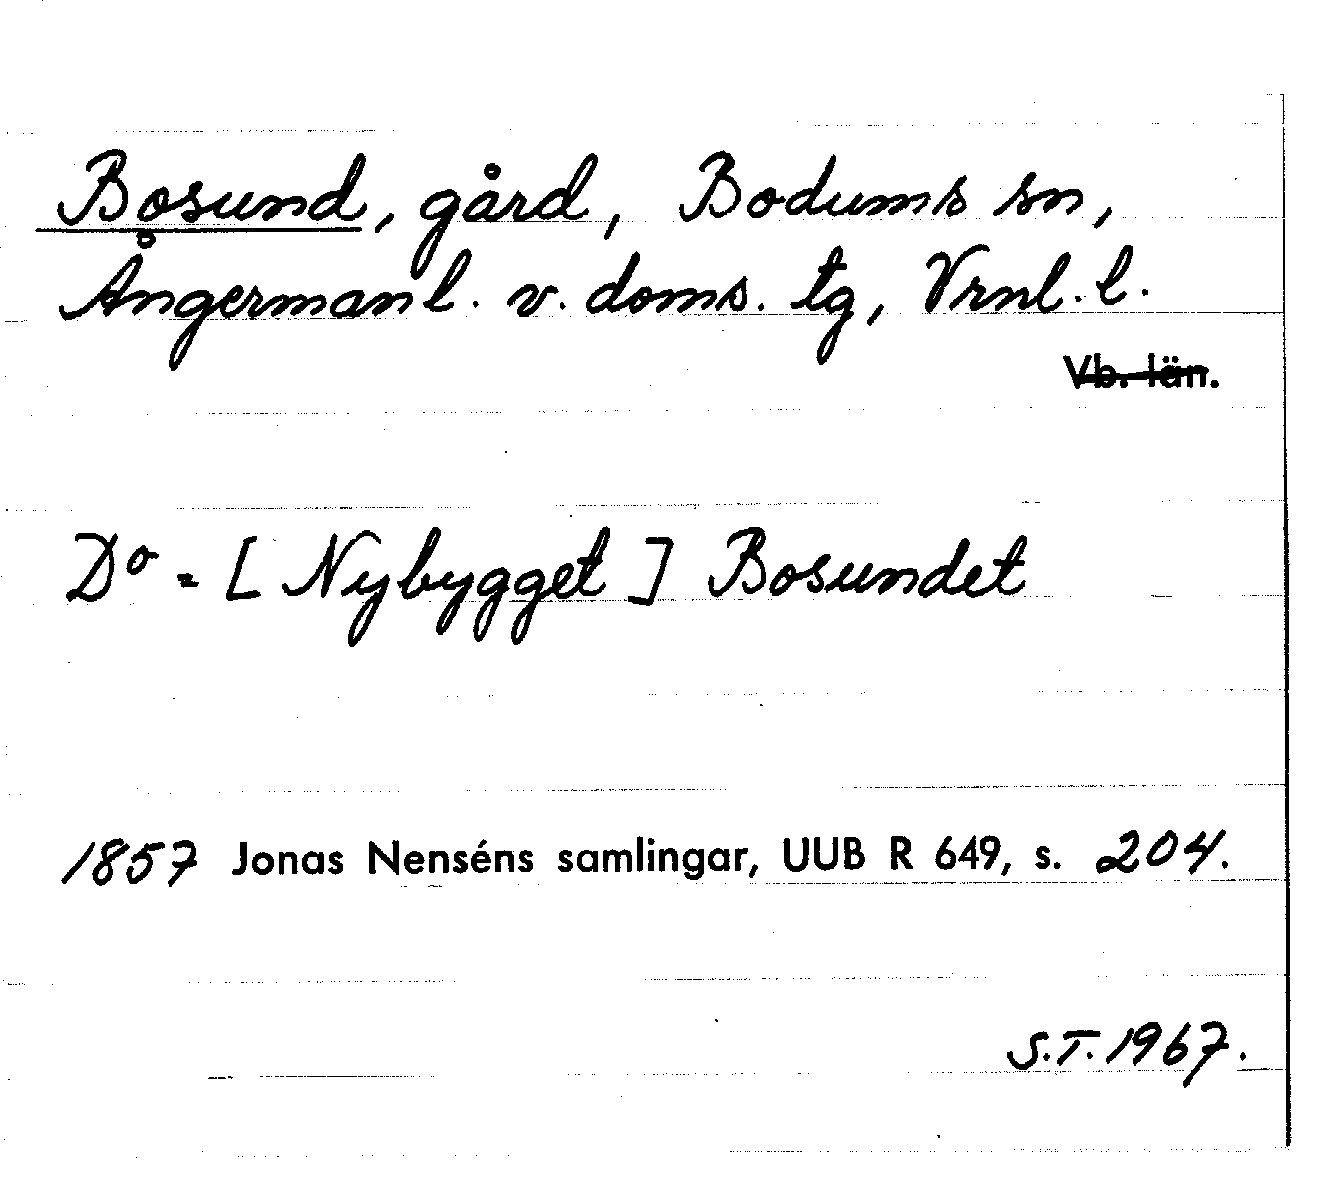 Bosund, gård, Bodums sn,
Ångermanl. v. doms. tg, Vrnl. l.
Vb. län.
Do = [Nybygget] Bosundet
1857 Jonas Nenséns samlingar, UUB R 649, s. 204.
S.T. 1967.